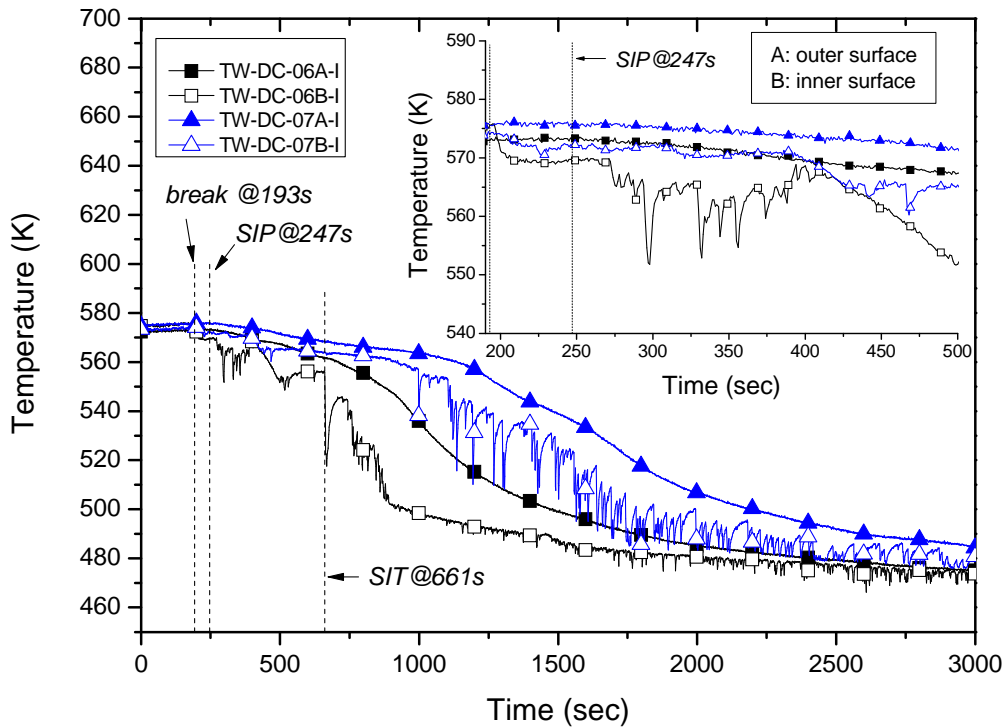 700
680
660
640
620
600
580
560
540
520
500
480
460
Temperature (K)
TW-DC-06A-I
TW-DC-06B-I
TW-DC-07A-I
TW-DC-07B-I
break @193s
SIP@247s
SIT@661s
0 500 1000 1500 2000 2500 3000
Time (sec)
590
580
570
560
550
540
Temperature (K)
SIP@247s
A: outer surface
B: inner surface
200 250 300 350 400 450 500
Time (sec)